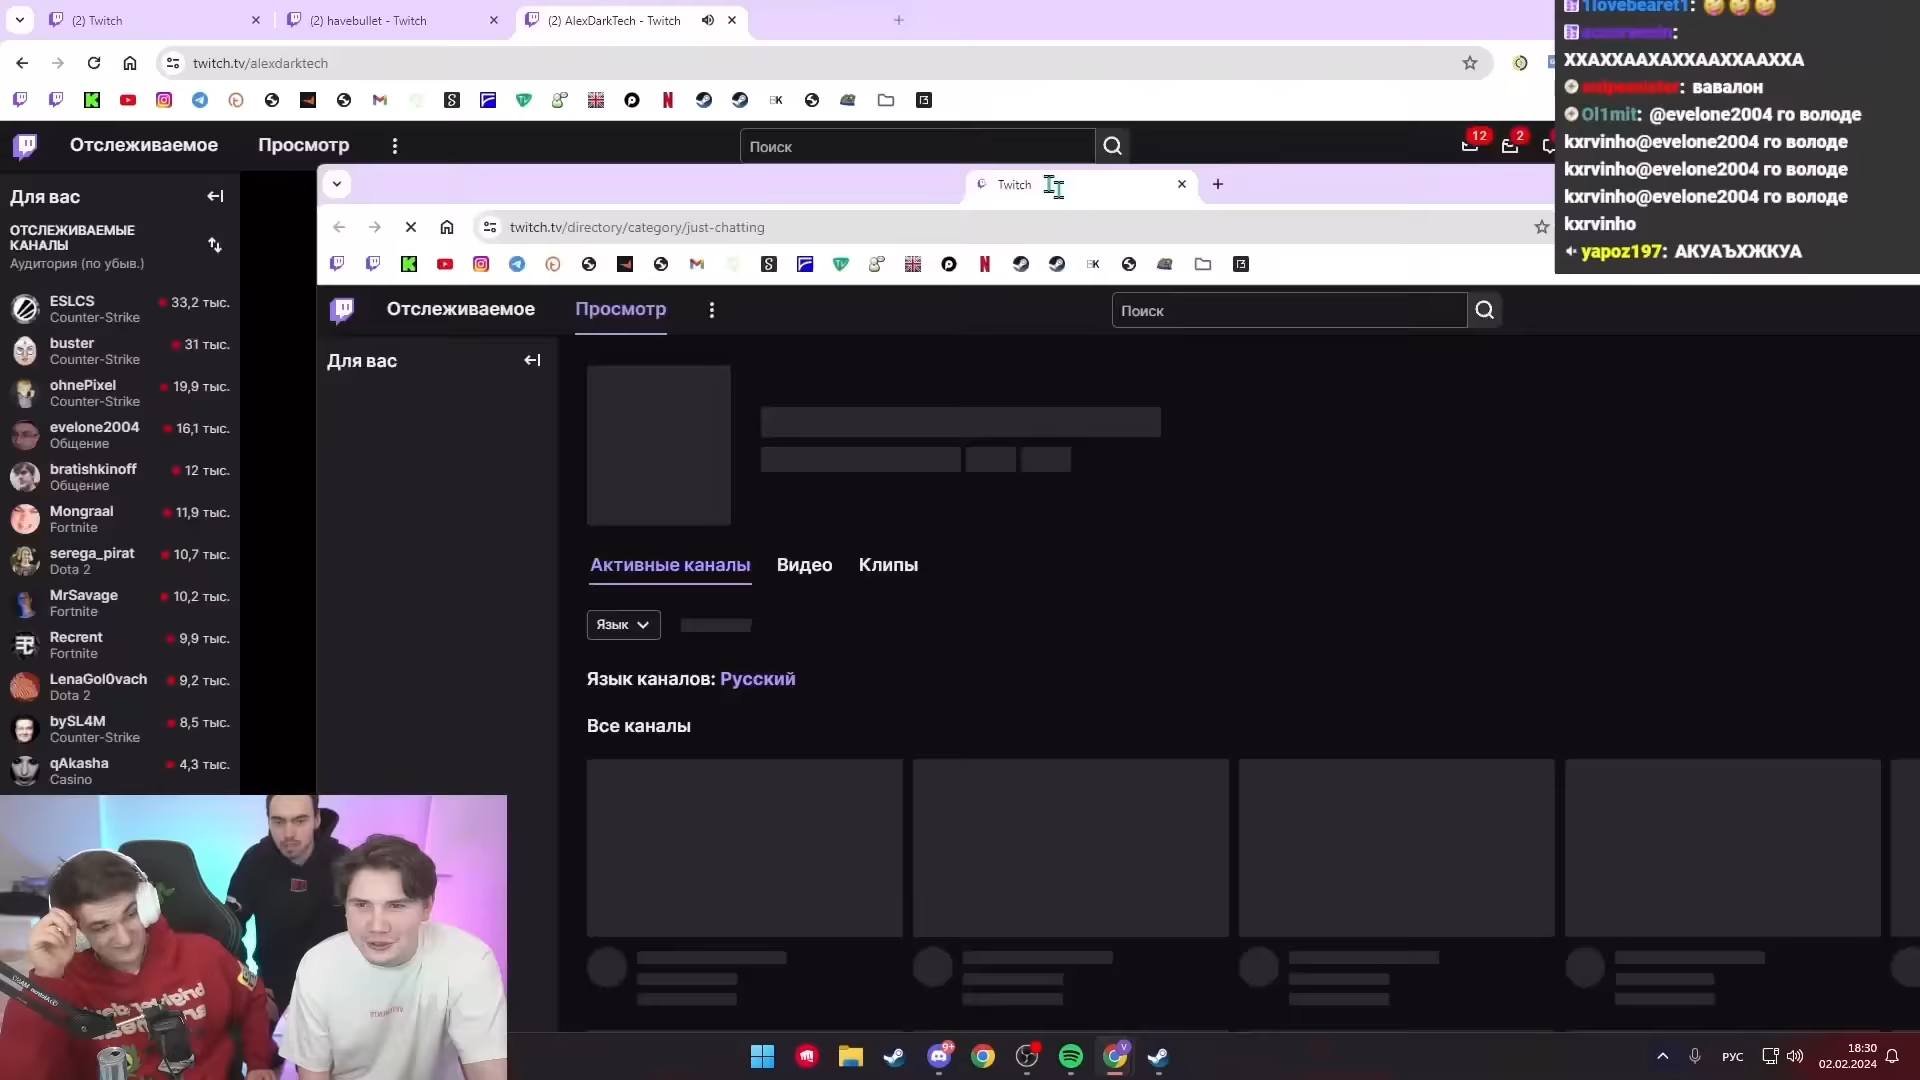 (2) Twitch
(2) havebullet - Twitch
(2) AlexDarkTech - Twitch
twitch.tv/alexdarktech
Отслеживаемое
Просмотр
Поиск
12
2
Для вас
ОТСЛЕЖИВАЕМЫЕ
КАНАЛЫ
Аудитория (по убыв.)
ESLCS 33,2 тыс.
Counter-Strike
buster 31 тыс.
Counter-Strike
ohnePixel 19,9 тыс.
Counter-Strike
evelone2004 16,1 тыс.
Общение
bratishkinoff 12 тыс.
Общение
Mongraal 11,9 тыс.
Fortnite
serega_pirat 10,7 тыс.
Dota 2
MrSavage 10,2 тыс.
Fortnite
Recrent 9,9 тыс.
Fortnite
LenaGol0vach 9,2 тыс.
Dota 2
bySL4M 8,5 тыс.
Counter-Strike
qAkasha 4,3 тыс.
Casino
Twitch
twitch.tv/directory/category/just-chatting
Отслеживаемое
Просмотр
Поиск
Для вас
Активные каналы
Видео
Клипы
Язык
Язык каналов: Русский
Все каналы
1lovebearet1:
XXAXXAAXAXXAAXXAAXXA
: вавалон
Ol1mit: @evelone2004 го володе
kxrvinho@evelone2004 го володе
kxrvinho@evelone2004 го володе
kxrvinho@evelone2004 го володе
kxrvinho
yapoz197: АКУАЪХЖКУА
9+
РУС
18:30
02.02.2024